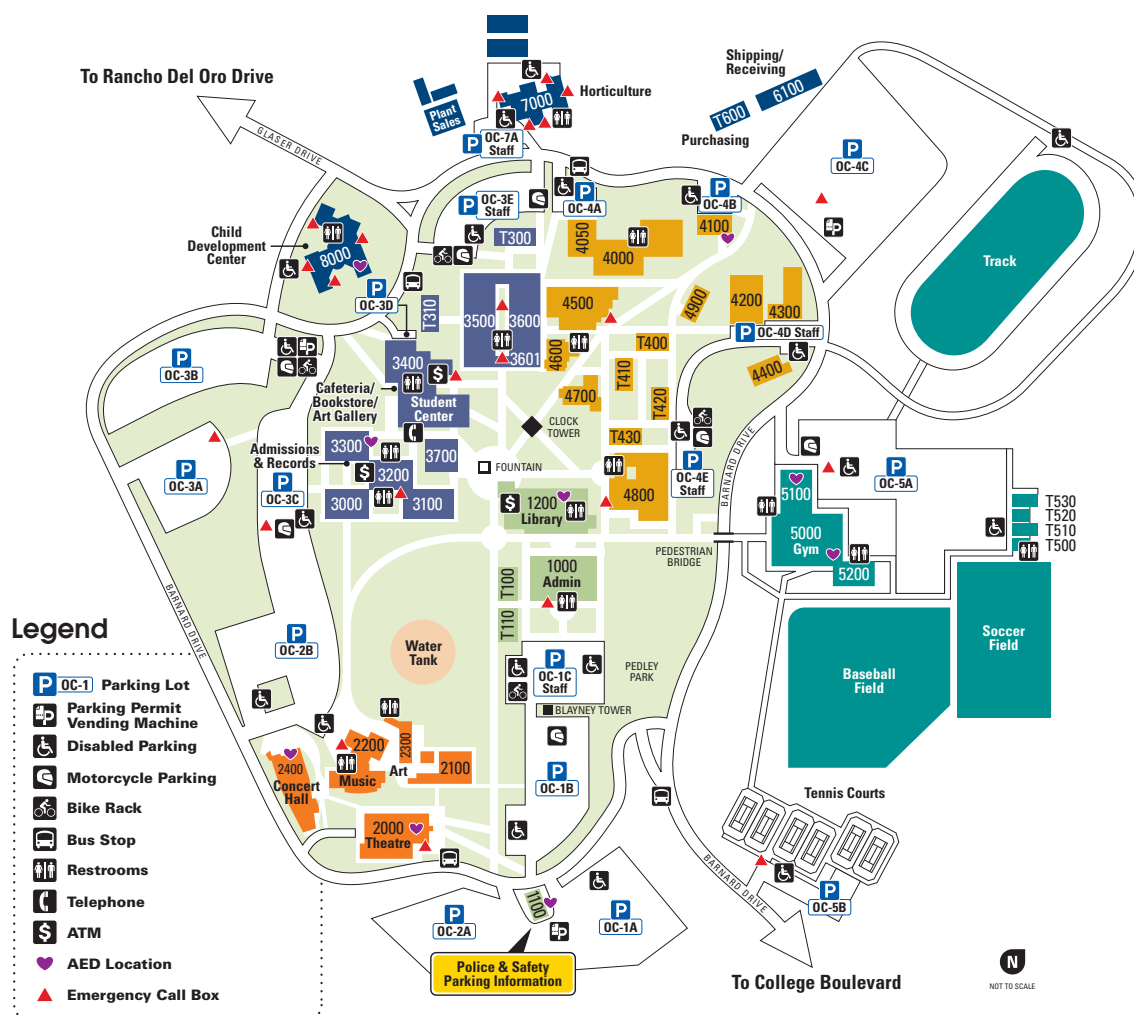 To Rancho Del Oro Drive
GLASER DRIVE
Plant
Sales
7000
Horticulture
OC-7A
Staff
Shipping/
Receiving
T600
6100
Purchasing
OC-4C
Track
OC-3E
Staff
OC-4A
OC-4B
4100
T300
4050
4000
Child
Development
Center
8000
OC-3D
T310
3500
3600
3601
4500
4600
4900
4200
4300
OC-4D Staff
T400
4400
T410
T420
4700
T430
OC-3B
3400
Cafeteria/
Bookstore/
Art Gallery
Student
Center
CLOCK
TOWER
FOUNTAIN
Admissions
& Records
3300
3200
3700
3000
3100
OC-3A
OC-3C
1200
Library
4800
OC-4E
Staff
BARNARD DRIVE
OC-5A
5100
5000
Gym
5200
T530
T520
T510
T500
PEDESTRIAN
BRIDGE
1000
Admin
T100
T110
BARNARD DRIVE
OC-2B
Water
Tank
OC-1C
Staff
PEDLEY
PARK
BLAYNEY TOWER
Soccer
Field
Baseball
Field
2400
Concert
Hall
2200
Music
2300
Art
2100
OC-1B
2000
Theatre
Tennis Courts
BARNARD DRIVE
OC-5B
1100
OC-2A
OC-1A
Police & Safety
Parking Information
To College Boulevard
N
NOT TO SCALE
Legend
P OC-1 Parking Lot
Parking Permit
Vending Machine
Disabled Parking
Motorcycle Parking
Bike Rack
Bus Stop
Restrooms
Telephone
$ ATM
AED Location
Emergency Call Box